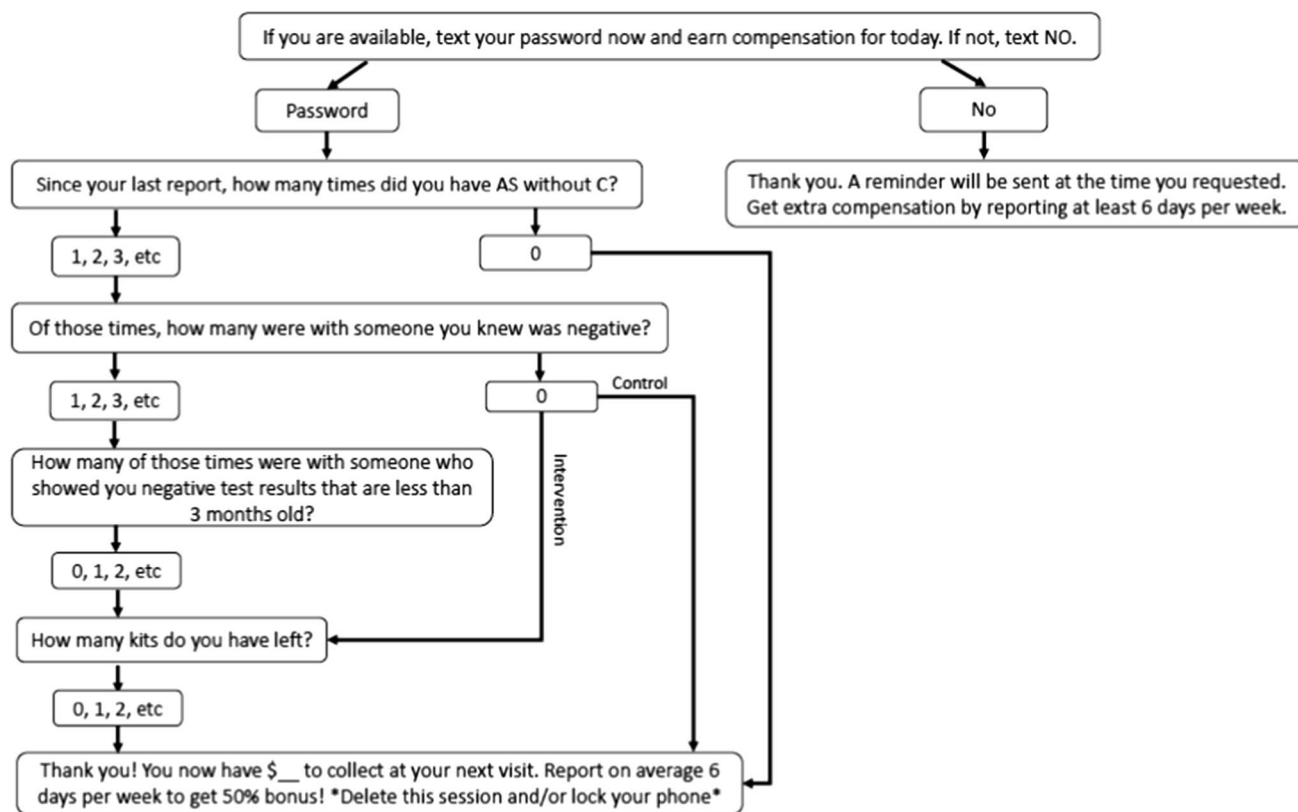 If you are available, text your password now and earn compensation for today. If not, text NO.
Password
No
Since your last report, how many times did you have AS without C?
Thank you. A reminder will be sent at the time you requested.
Get extra compensation by reporting at least 6 days per week.
1, 2, 3, etc
0
Of those times, how many were with someone you knew was negative?
1, 2, 3, etc
0
Control
Intervention
How many of those times were with someone who
showed you negative test results that are less than
3 months old?
0, 1, 2, etc
How many kits do you have left?
0, 1, 2, etc
Thank you! You now have $__ to collect at your next visit. Report on average 6
days per week to get 50% bonus! *Delete this session and/or lock your phone*